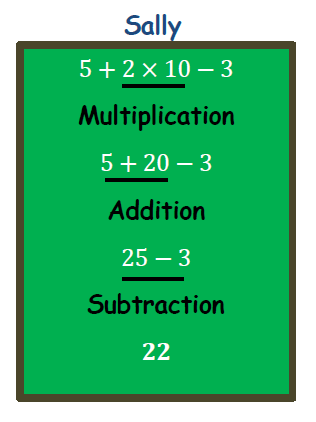 Sally
5 + 2 × 10 − 3
Multiplication
5 + 20 − 3
Addition
25 − 3
Subtraction
22